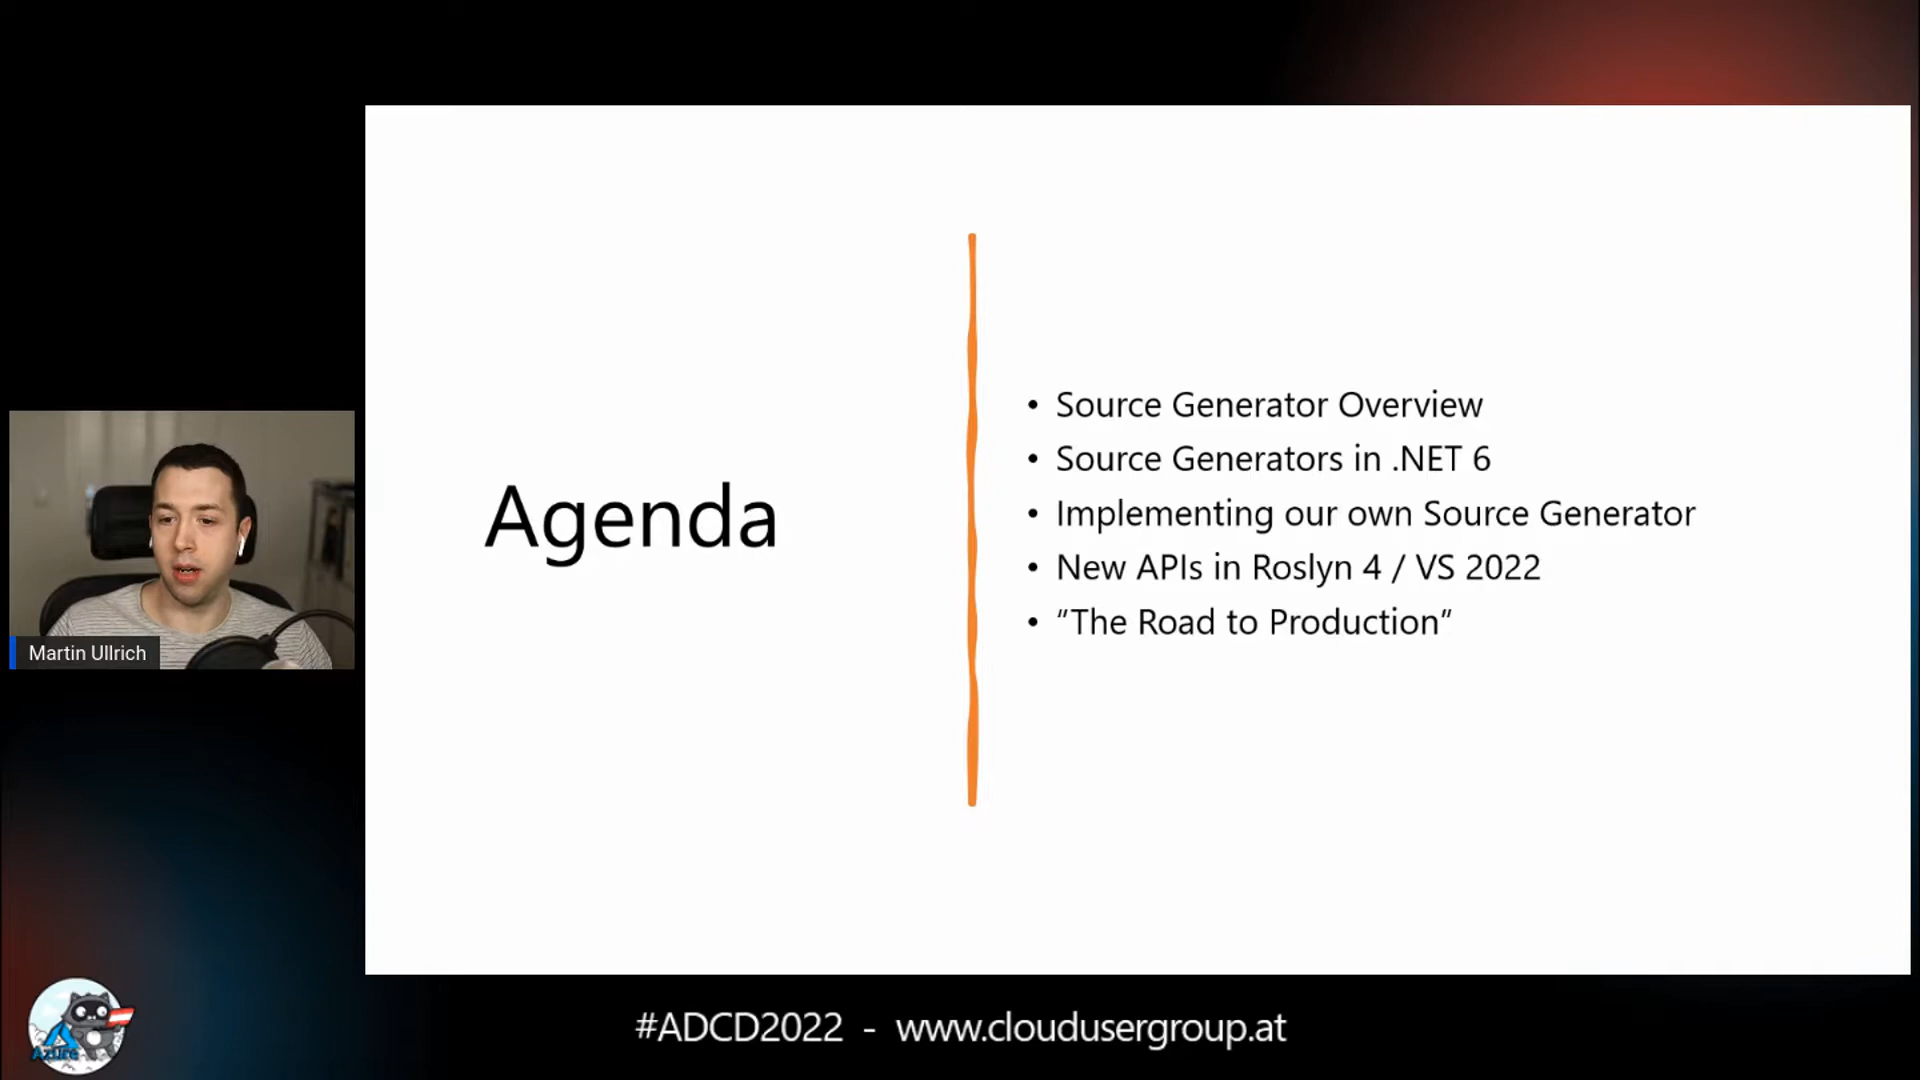 Agenda
• Source Generator Overview
• Source Generators in .NET 6
• Implementing our own Source Generator
• New APIs in Roslyn 4 / VS 2022
• “The Road to Production”
Martin Ullrich
Azure
#ADCD2022 - www.cloudusergroup.at